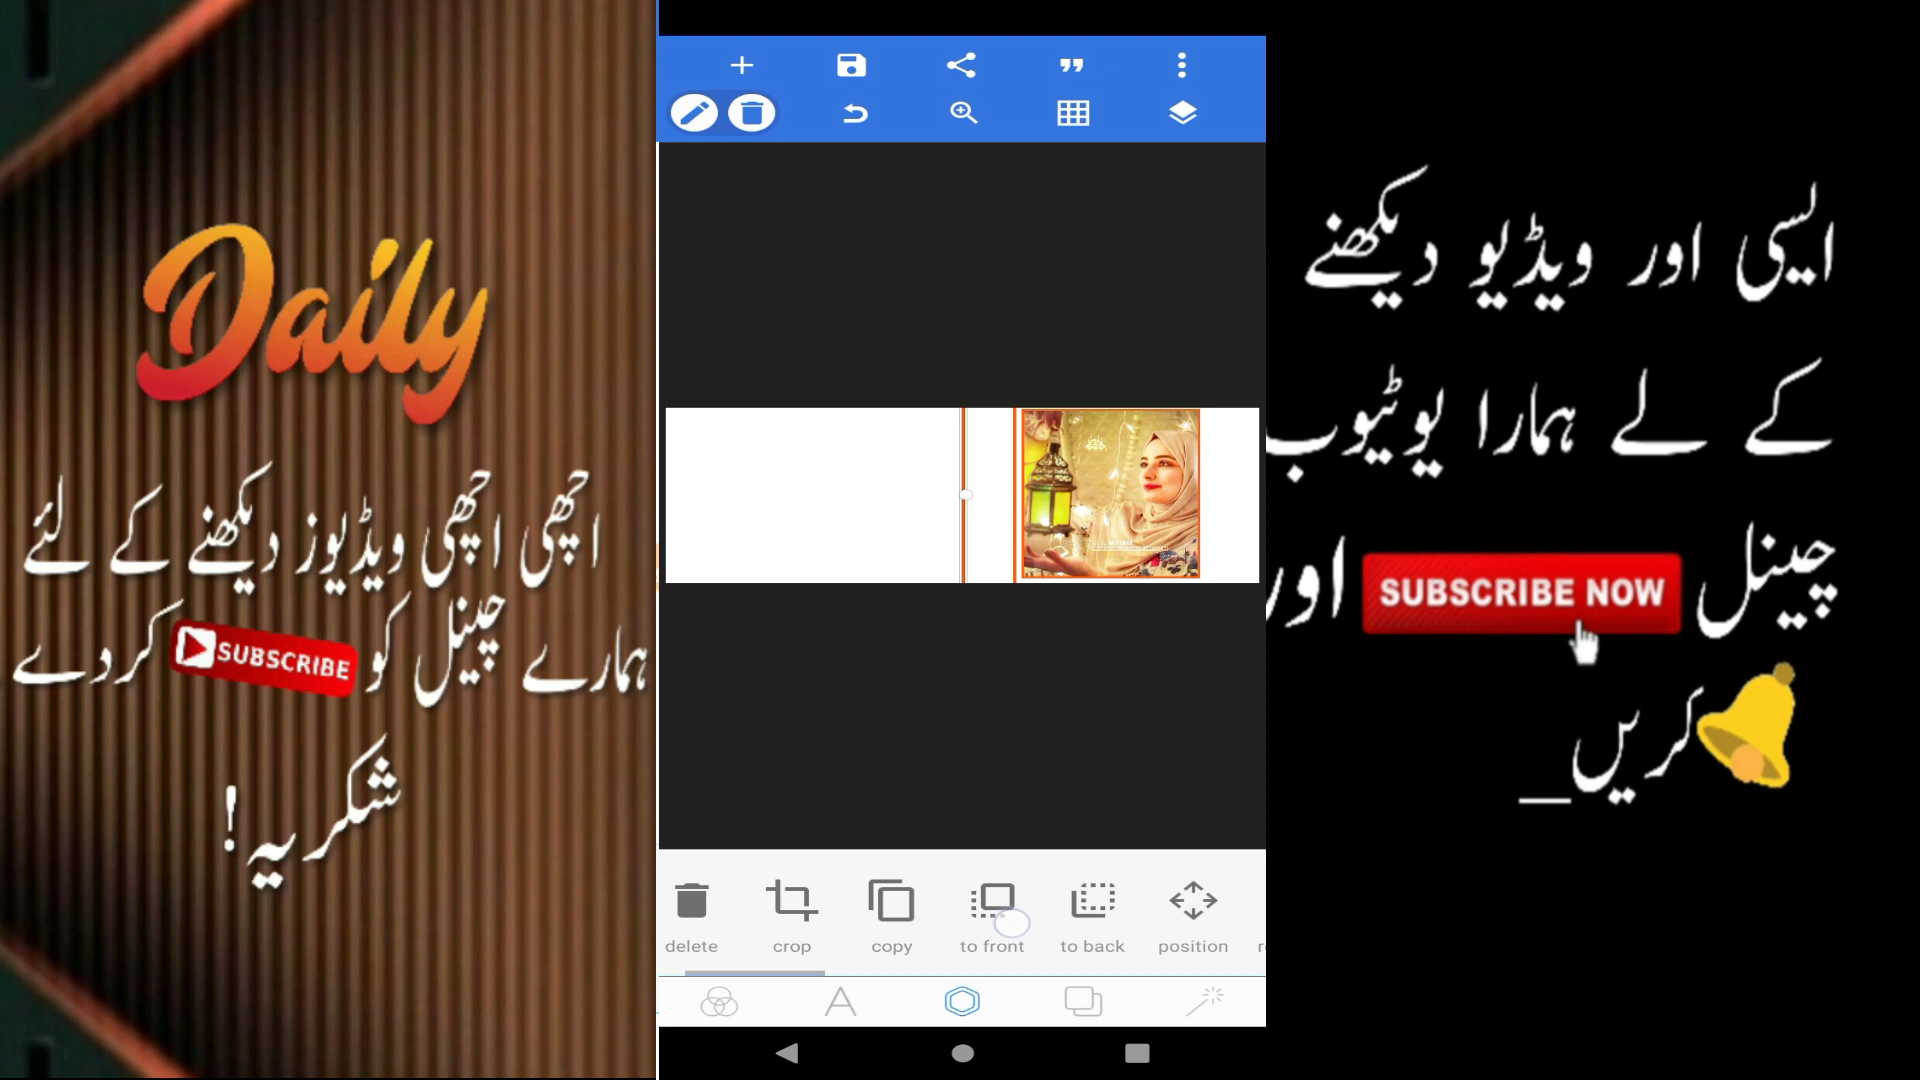 Daily
اچھی اچھی ویڈیوز دیکھنے کے لئے
ہمارے چینل کو SUBSCRIBE کردے
شکریہ!
delete
crop
copy
to front
to back
position
ایسی اور ویڈیو دیکھنے
کے لے ہمارا یوٹیوب
چینل SUBSCRIBE NOW اور
کریں_